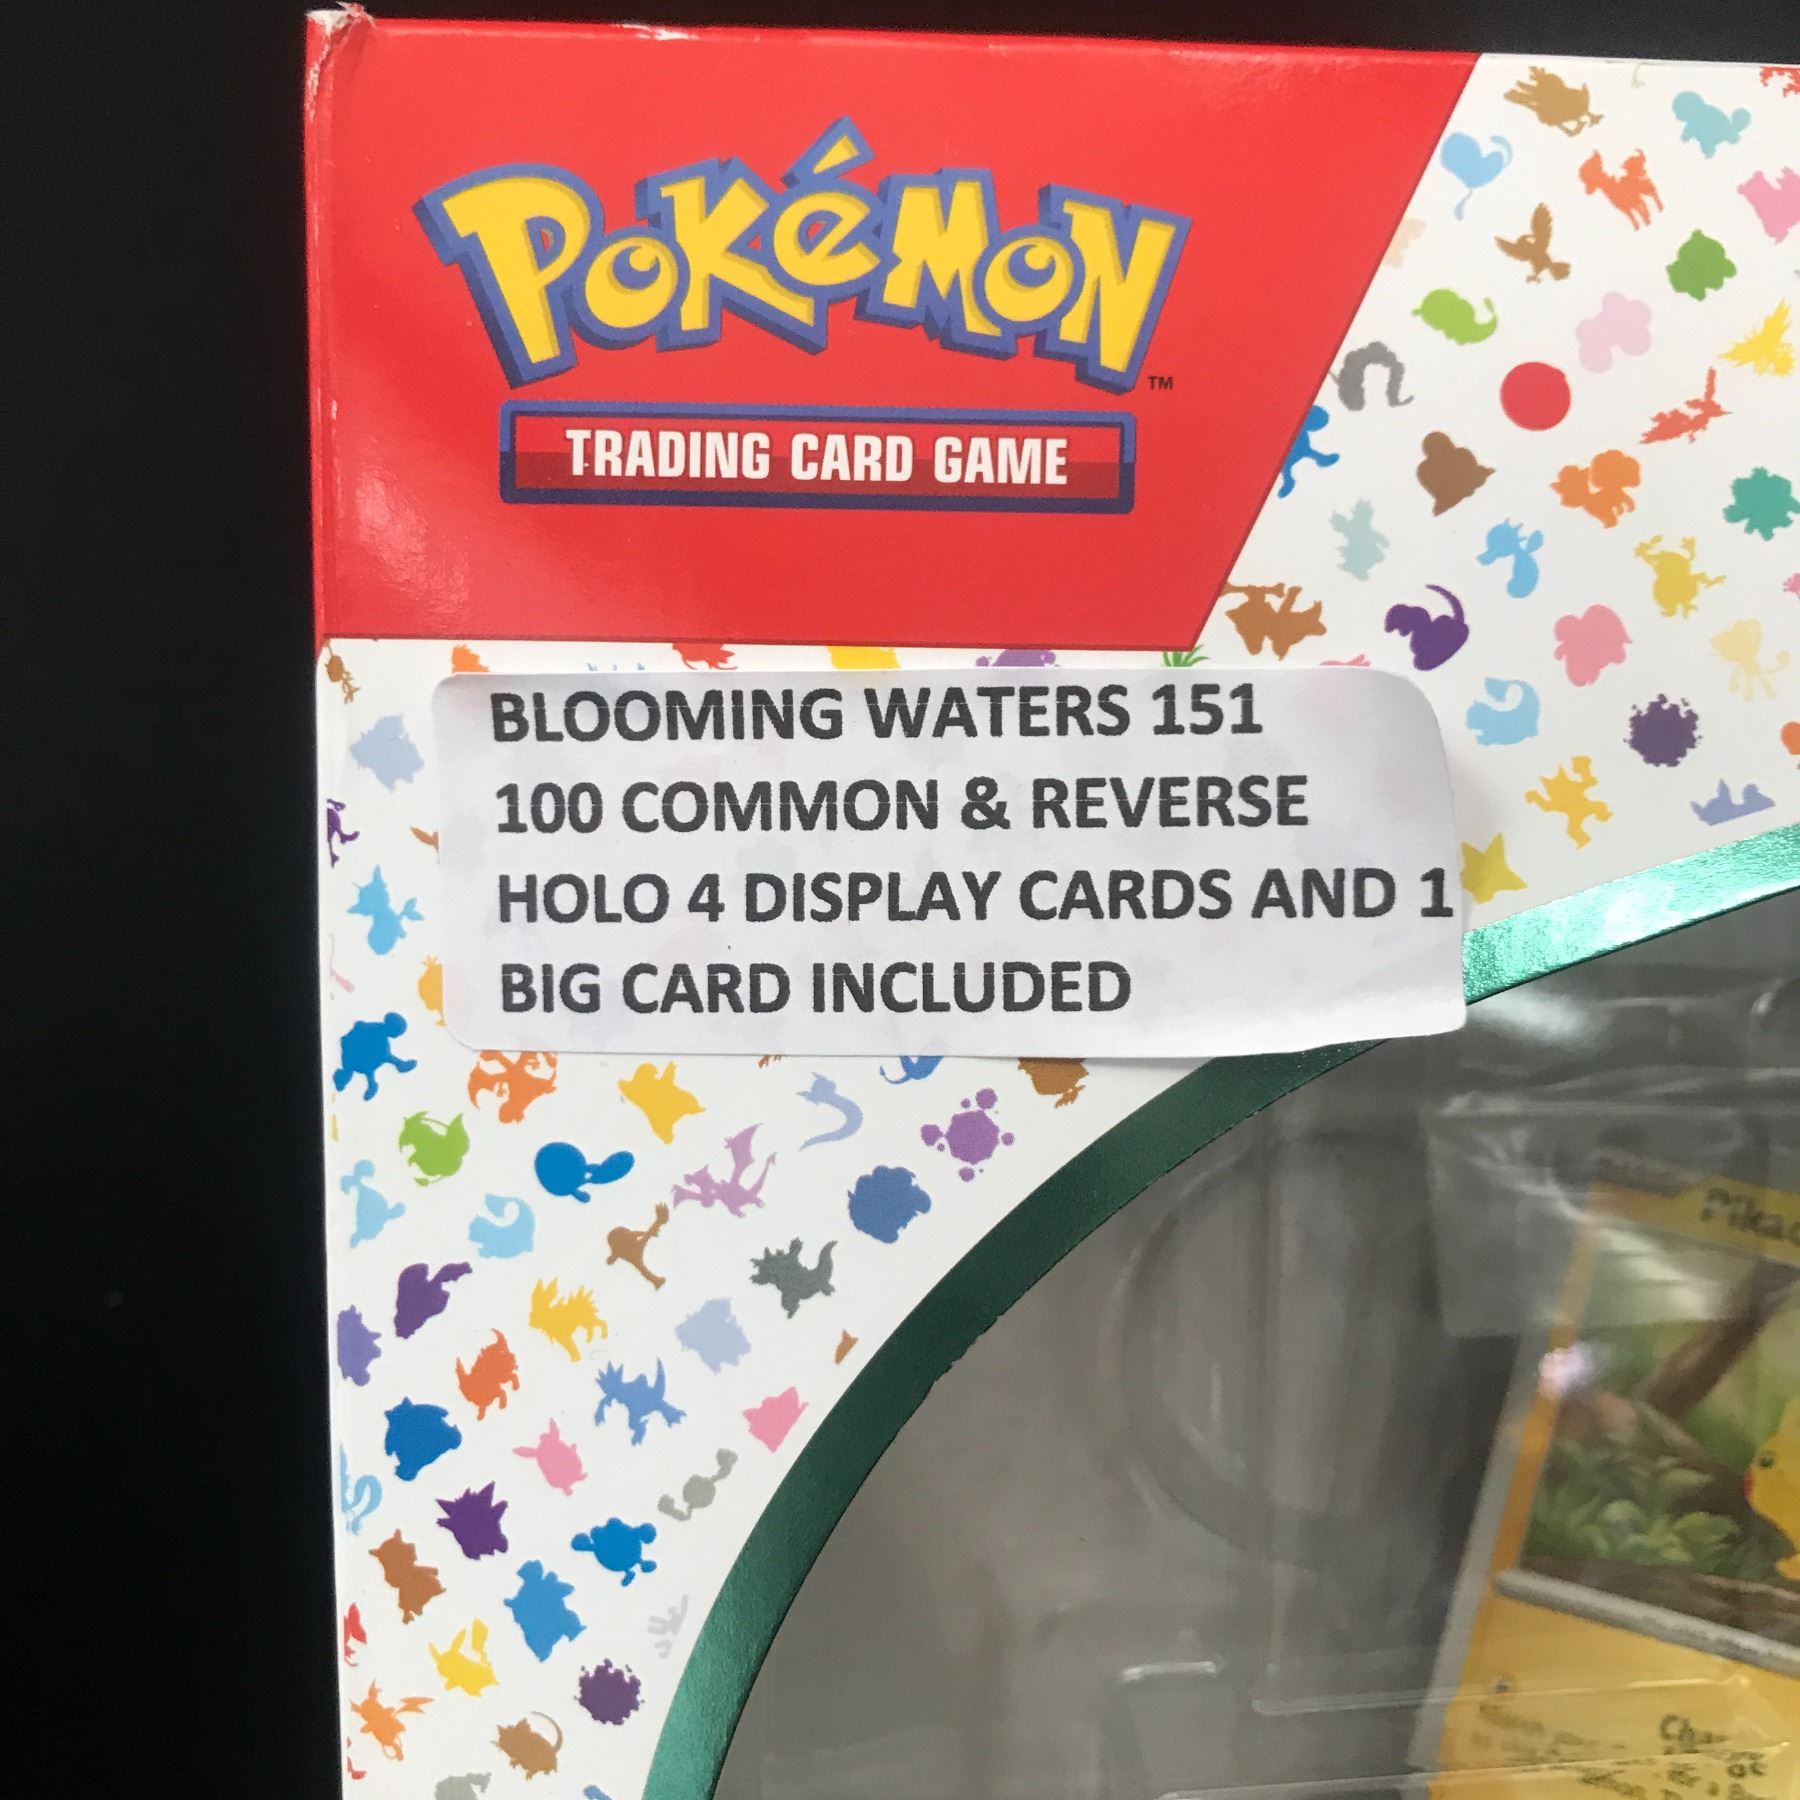 POKéMON
TM
TRADING CARD GAME
BLOOMING WATERS 151
100 COMMON & REVERSE
HOLO 4 DISPLAY CARDS AND 1
BIG CARD INCLUDED